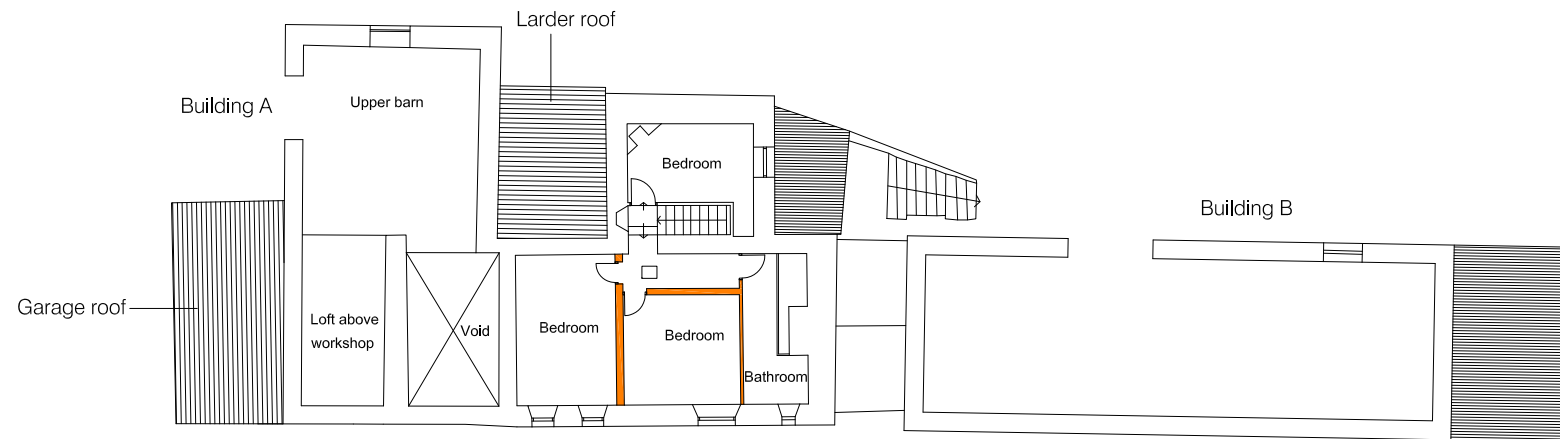 Larder roof
Building A
Upper barn
Bedroom
Building B
Garage roof
Loft above
workshop
Void
Bedroom
Bedroom
Bathroom